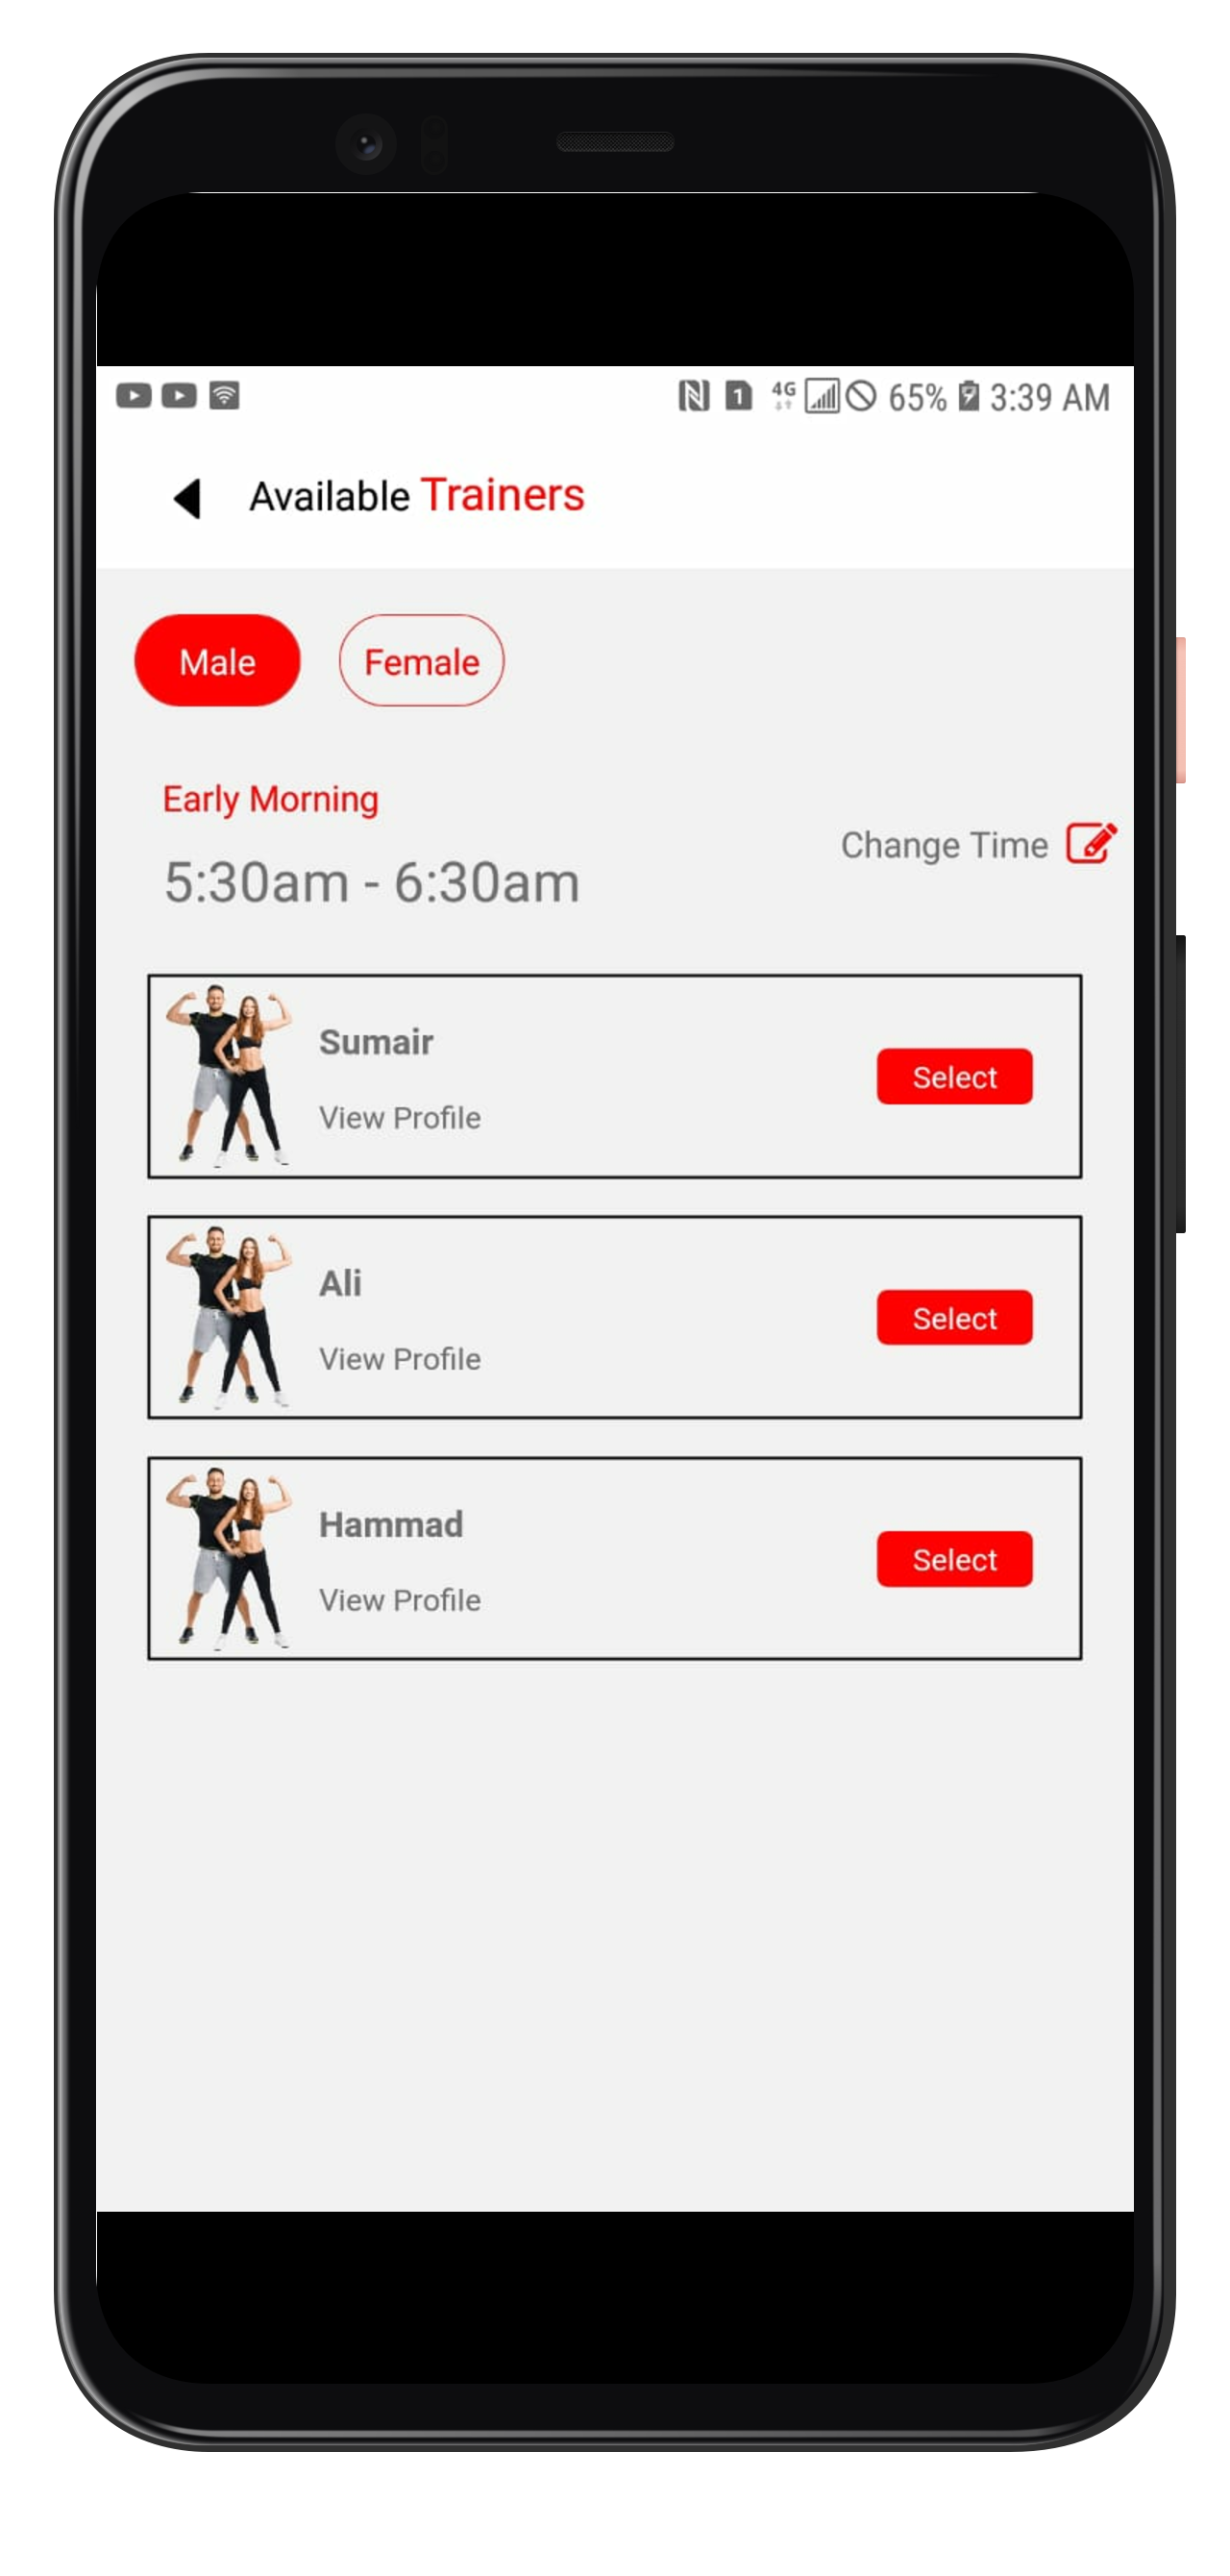 1 4G 65% 3:39 AM
Available Trainers
Male Female
Early Morning
Change Time
5:30am - 6:30am
Sumair
Select
View Profile
Ali
Select
View Profile
Hammad
Select
View Profile